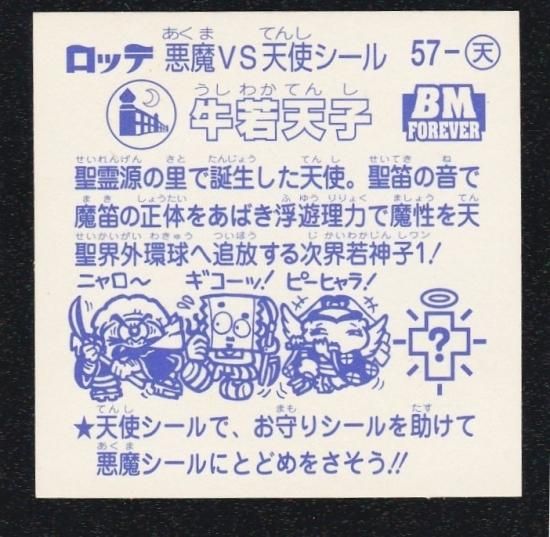 あくま てんし
ロッテ 悪魔VS天使シール 57-天
うしわかてんし
牛若天子
BM
FOREVER
せいれいげん さと たんじょう てんし せいてき ね
聖霊源の里で誕生した天使。聖笛の音で
まてき しょうたい ふゆうりりょく ましょう てん
魔笛の正体をあばき浮遊理力で魔性を天
せいかいがいわきゅう ついほう じかいわかじんしワン
聖界外環球へ追放する次界若神子1!
ニャロ〜 ギコーッ! ピーヒャラ!
?
てんし まも たす
★天使シールで、お守りシールを助けて
あくま
悪魔シールにとどめをさそう!!